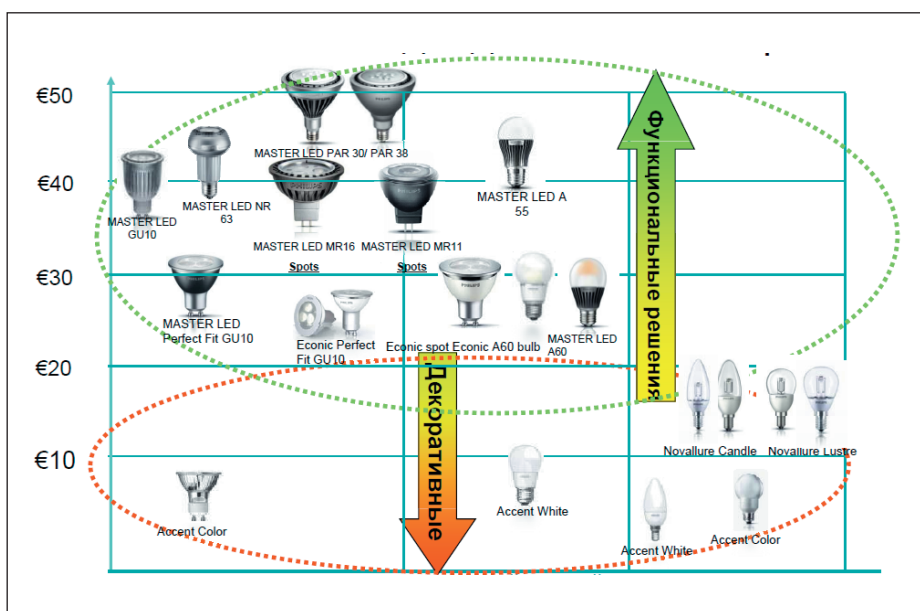 €50
Функциональные решения
MASTER LED PAR 30/ PAR 38
€40
MASTER LED
GU10
MASTER LED NR
63
MASTER LED A
55
PHILIPS
MASTER LED MR16
MASTER LED MR11
Spots
Spots
€30
MASTER LED
Perfect Fit GU10
Econic Perfect
Fit GU10
Econic spot
Econic A60 bulb
MASTER LED
A60
€20
Декоративные
Novallure Candle
Novallure Lustre
€10
Accent Color
Accent White
Accent White
Accent Color